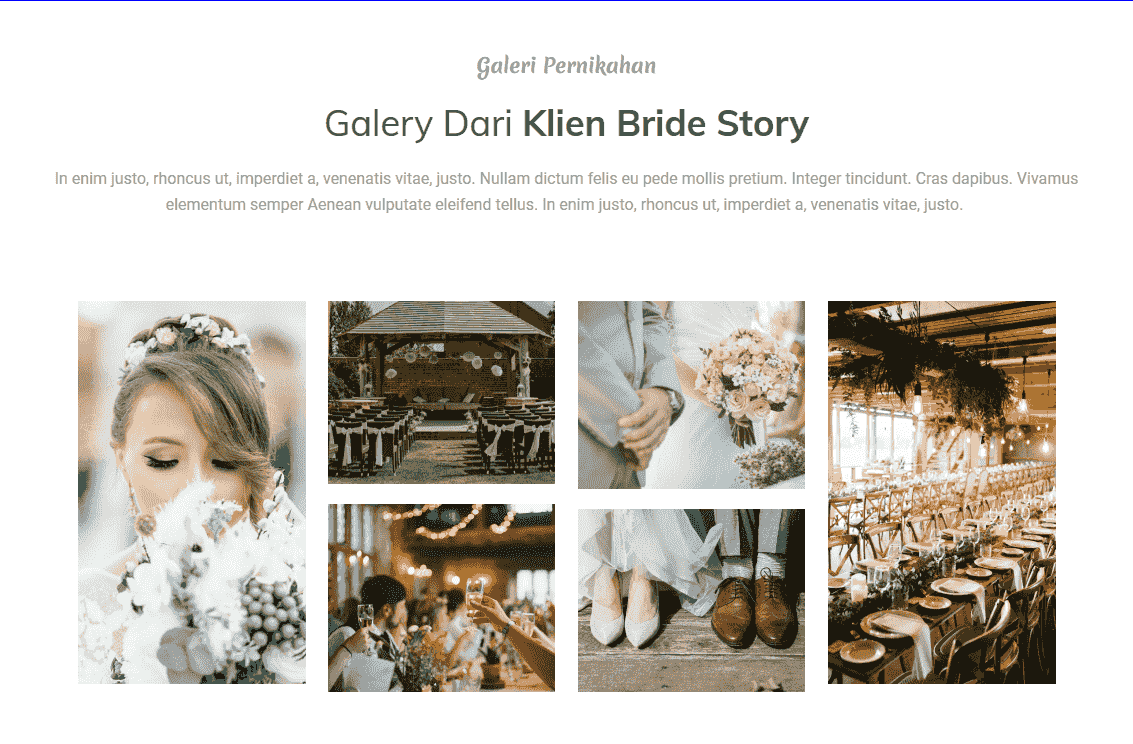 Galeri Pernikahan
Galery Dari Klien Bride Story
In enim justo, rhoncus ut, imperdiet a, venenatis vitae, justo. Nullam dictum felis eu pede mollis pretium. Integer tincidunt. Cras dapibus. Vivamus
elementum semper Aenean vulputate eleifend tellus. In enim justo, rhoncus ut, imperdiet a, venenatis vitae, justo.